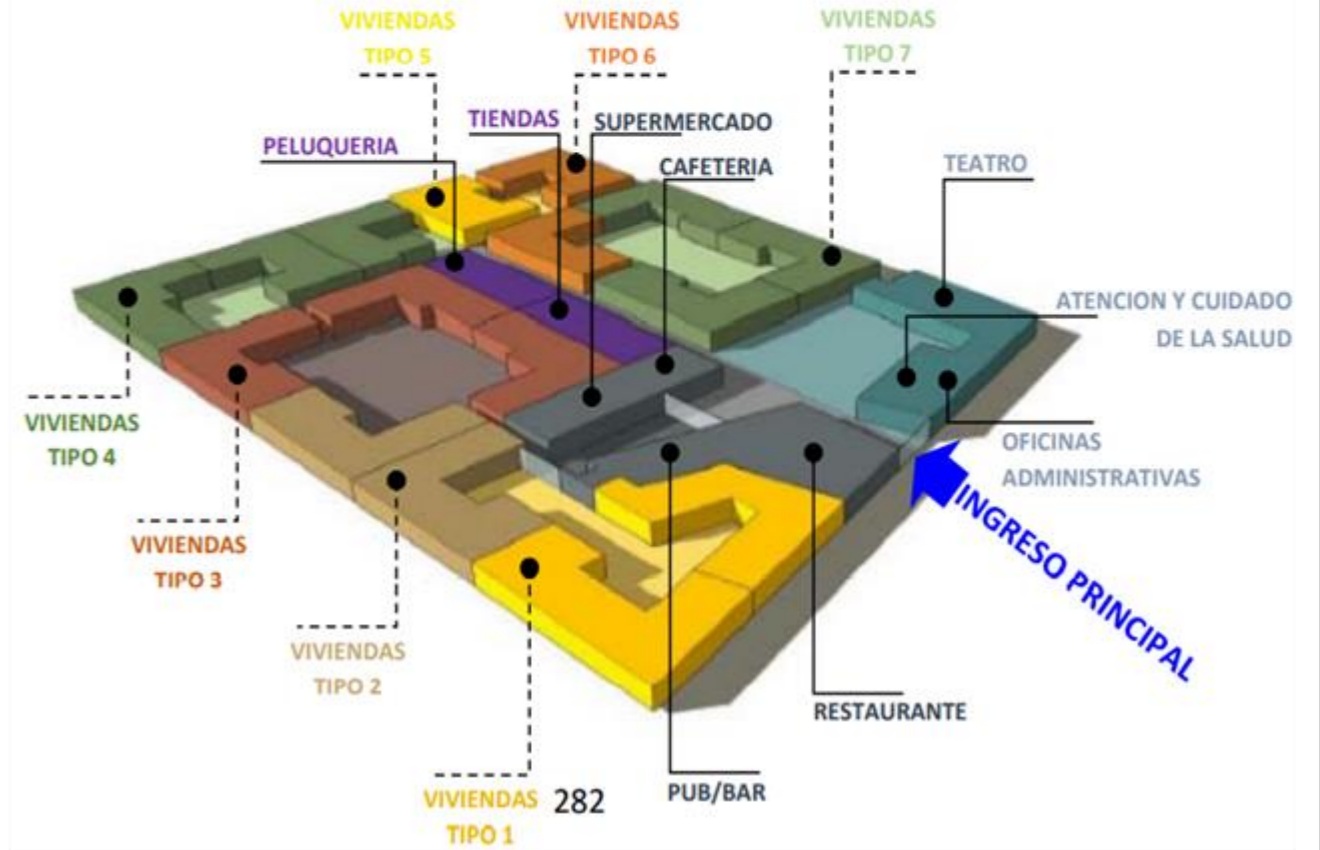 VIVIENDAS
TIPO 5
VIVIENDAS
TIPO 6
VIVIENDAS
TIPO 7
PELUQUERIA
TIENDAS
SUPERMERCADO
CAFETERIA
TEATRO
ATENCION Y CUIDADO
DE LA SALUD
OFICINAS
ADMINISTRATIVAS
INGRESO PRINCIPAL
VIVIENDAS
TIPO 4
VIVIENDAS
TIPO 3
VIVIENDAS
TIPO 2
RESTAURANTE
PUB/BAR
VIVIENDAS 282
TIPO 1